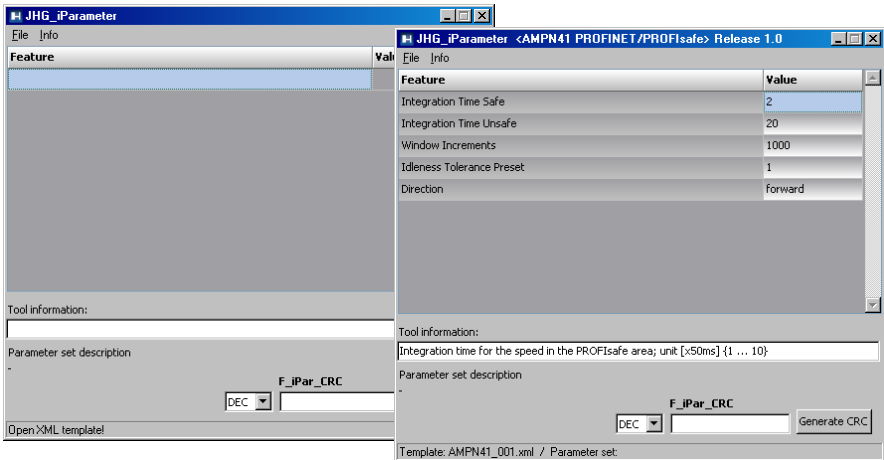 JHG_iParameter
File Info
Feature
Tool information:
Parameter set description
-
F_iPar_CRC
DEC
Open XML template!
JHG_iParameter <AMPN41 PROFINET/PROFIsafe> Release 1.0
File Info
Feature Value
Integration Time Safe 2
Integration Time Unsafe 20
Window Increments 1000
Idleness Tolerance Preset 1
Direction forward
Tool information:
Integration time for the speed in the PROFIsafe area; unit [x50ms] {1 ... 10}
Parameter set description
-
F_iPar_CRC
DEC Generate CRC
Template: AMPN41_001.xml / Parameter set: